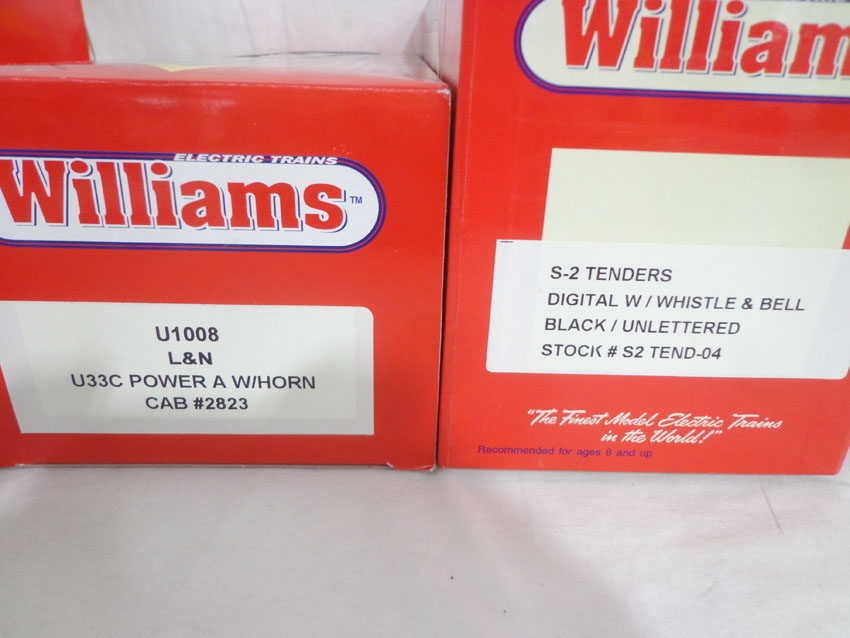 ELECTRIC TRAINS
Williams™
U1008
L&N
U33C POWER A W/HORN
CAB #2823
William
S-2 TENDERS
DIGITAL W / WHISTLE & BELL
BLACK / UNLETTERED
STOCK # S2 TEND-04
"The Finest Model Electric Trains
in the World!"
Recommended for ages 8 and up